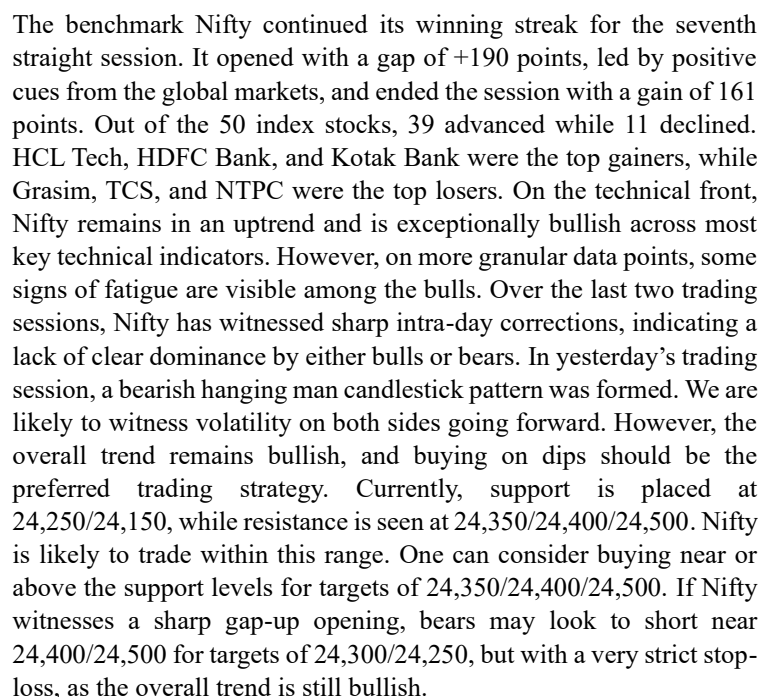 The benchmark Nifty continued its winning streak for the seventh
straight session. It opened with a gap of +190 points, led by positive
cues from the global markets, and ended the session with a gain of 161
points. Out of the 50 index stocks, 39 advanced while 11 declined.
HCL Tech, HDFC Bank, and Kotak Bank were the top gainers, while
Grasim, TCS, and NTPC were the top losers. On the technical front,
Nifty remains in an uptrend and is exceptionally bullish across most
key technical indicators. However, on more granular data points, some
signs of fatigue are visible among the bulls. Over the last two trading
sessions, Nifty has witnessed sharp intra-day corrections, indicating a
lack of clear dominance by either bulls or bears. In yesterday’s trading
session, a bearish hanging man candlestick pattern was formed. We are
likely to witness volatility on both sides going forward. However, the
overall trend remains bullish, and buying on dips should be the
preferred trading strategy. Currently, support is placed at
24,250/24,150, while resistance is seen at 24,350/24,400/24,500. Nifty
is likely to trade within this range. One can consider buying near or
above the support levels for targets of 24,350/24,400/24,500. If Nifty
witnesses a sharp gap-up opening, bears may look to short near
24,400/24,500 for targets of 24,300/24,250, but with a very strict stop-
loss, as the overall trend is still bullish.